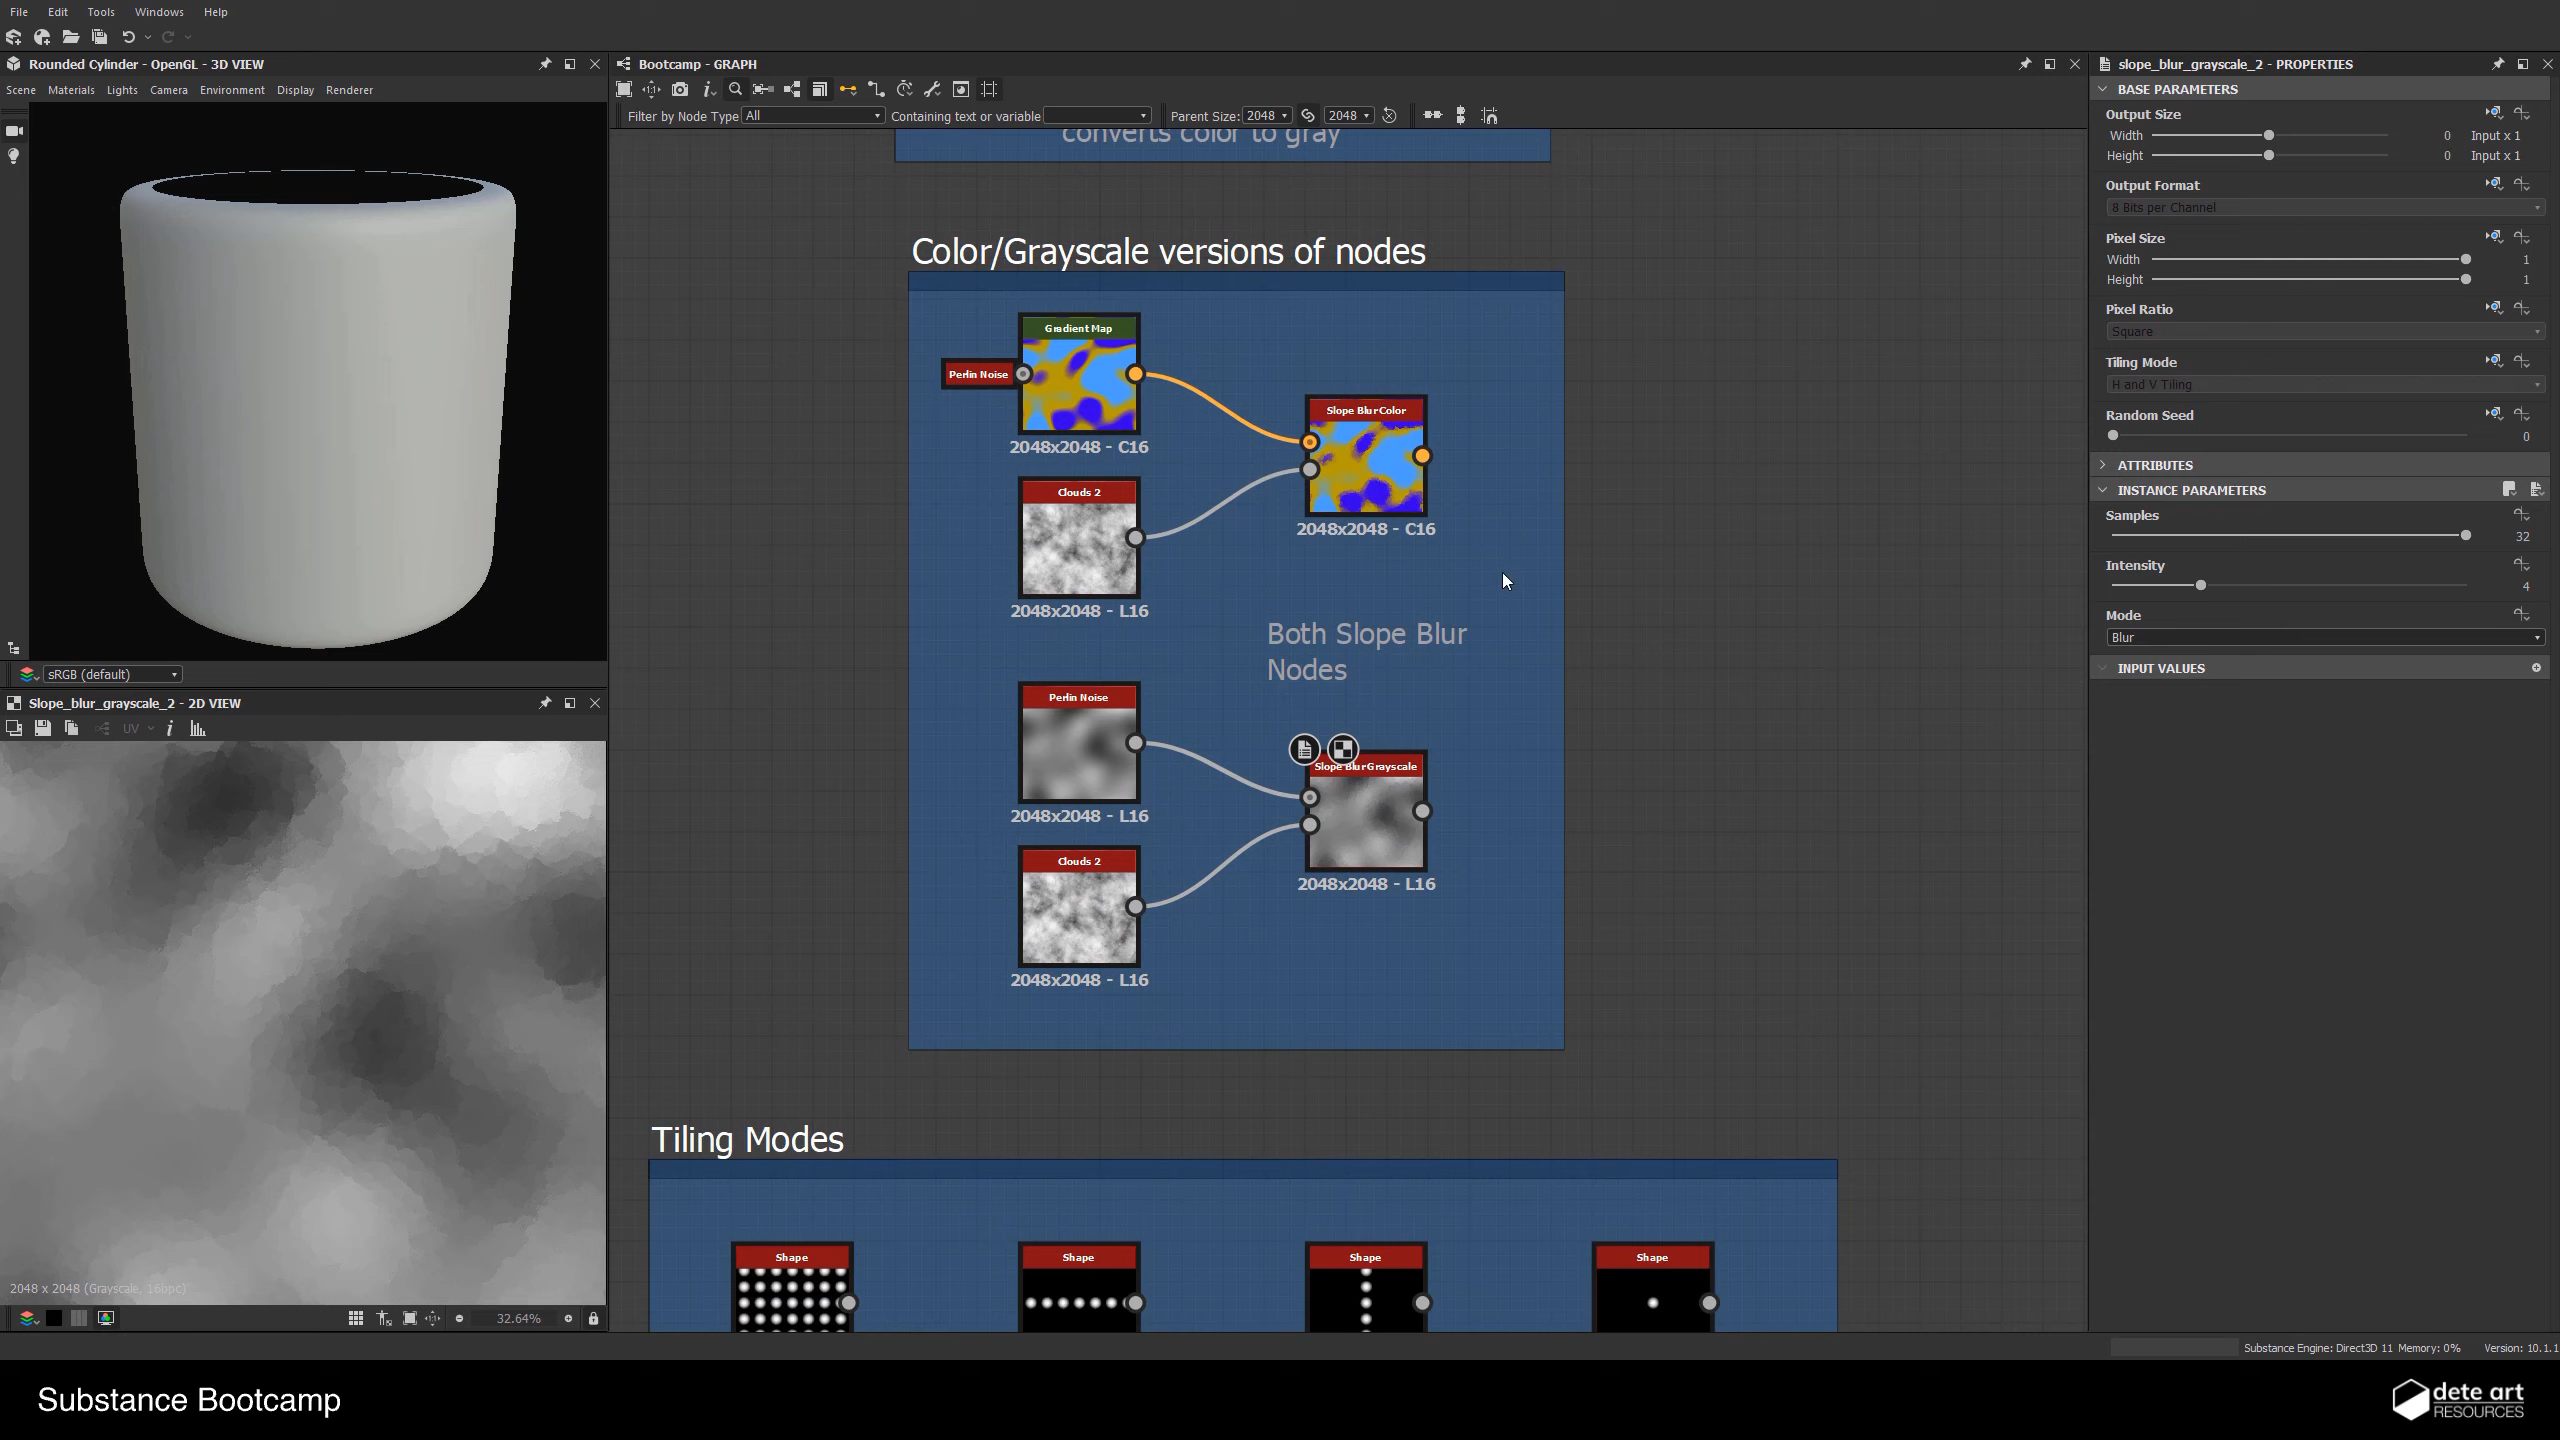 File Edit Tools Windows Help
Rounded Cylinder - OpenGL - 3D VIEW
Scene Materials Lights Camera Environment Display Renderer
sRGB (default)
Slope_blur_grayscale_2 - 2D VIEW
UV
2048 x 2048 (Grayscale, 16bpc)
32.64%
Bootcamp - GRAPH
Filter by Node Type All Containing text or variable Parent Size: 2048 2048
converts color to gray
Color/Grayscale versions of nodes
Gradient Map
Perlin Noise
2048x2048 - C16
Slope Blur Color
2048x2048 - C16
Clouds 2
2048x2048 - L16
Both Slope Blur
Nodes
Perlin Noise
2048x2048 - L16
Slope Blur Grayscale
2048x2048 - L16
Clouds 2
2048x2048 - L16
Tiling Modes
Shape Shape Shape Shape
slope_blur_grayscale_2 - PROPERTIES
BASE PARAMETERS
Output Size
Width 0 Input x 1
Height 0 Input x 1
Output Format
8 Bits per Channel
Pixel Size
Width 1
Height 1
Pixel Ratio
Square
Tiling Mode
H and V Tiling
Random Seed
0
ATTRIBUTES
INSTANCE PARAMETERS
Samples
32
Intensity
4
Mode
Blur
INPUT VALUES
Substance Engine: Direct3D 11 Memory: 0% Version: 10.1.1
Substance Bootcamp
dete art
RESOURCES